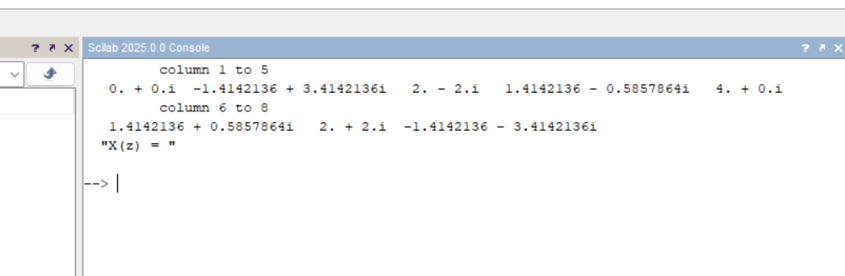 Scilab 2025.0.0 Console
column 1 to 5
0. + 0.i -1.4142136 + 3.4142136i 2. - 2.i 1.4142136 - 0.5857864i 4. + 0.i
column 6 to 8
1.4142136 + 0.5857864i 2. + 2.i -1.4142136 - 3.4142136i
"X(z) = "
-->